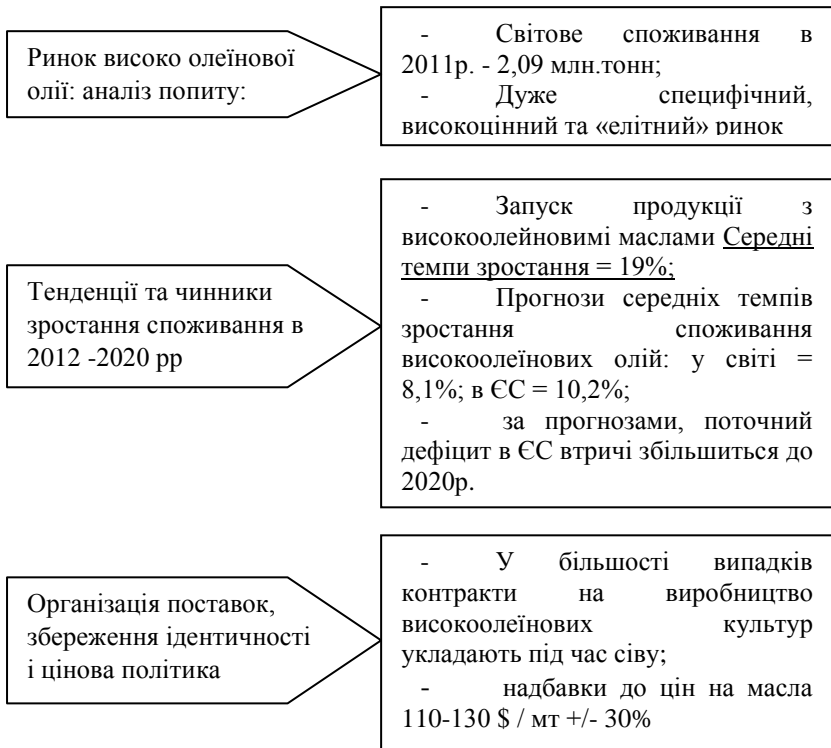 Ринок високо олеїнової
олії: аналіз попиту:
- Світове споживання в
2011р. - 2,09 млн.тонн;
- Дуже специфічний,
високоцінний та «елітний» ринок
Тенденції та чинники
зростання споживання в
2012 -2020 рр
- Запуск продукції з
високоолейновимі маслами Середні
темпи зростання = 19%;
- Прогнози середніх темпів
зростання споживання
високоолеїнових олій: у світі =
8,1%; в ЄС = 10,2%;
- за прогнозами, поточний
дефіцит в ЄС втричі збільшиться до
2020р.
Організація поставок,
збереження ідентичності
і цінова політика
- У більшості випадків
контракти на виробництво
високоолеїнових культур
укладають під час сіву;
- надбавки до цін на масла
110-130 $ / мт +/- 30%